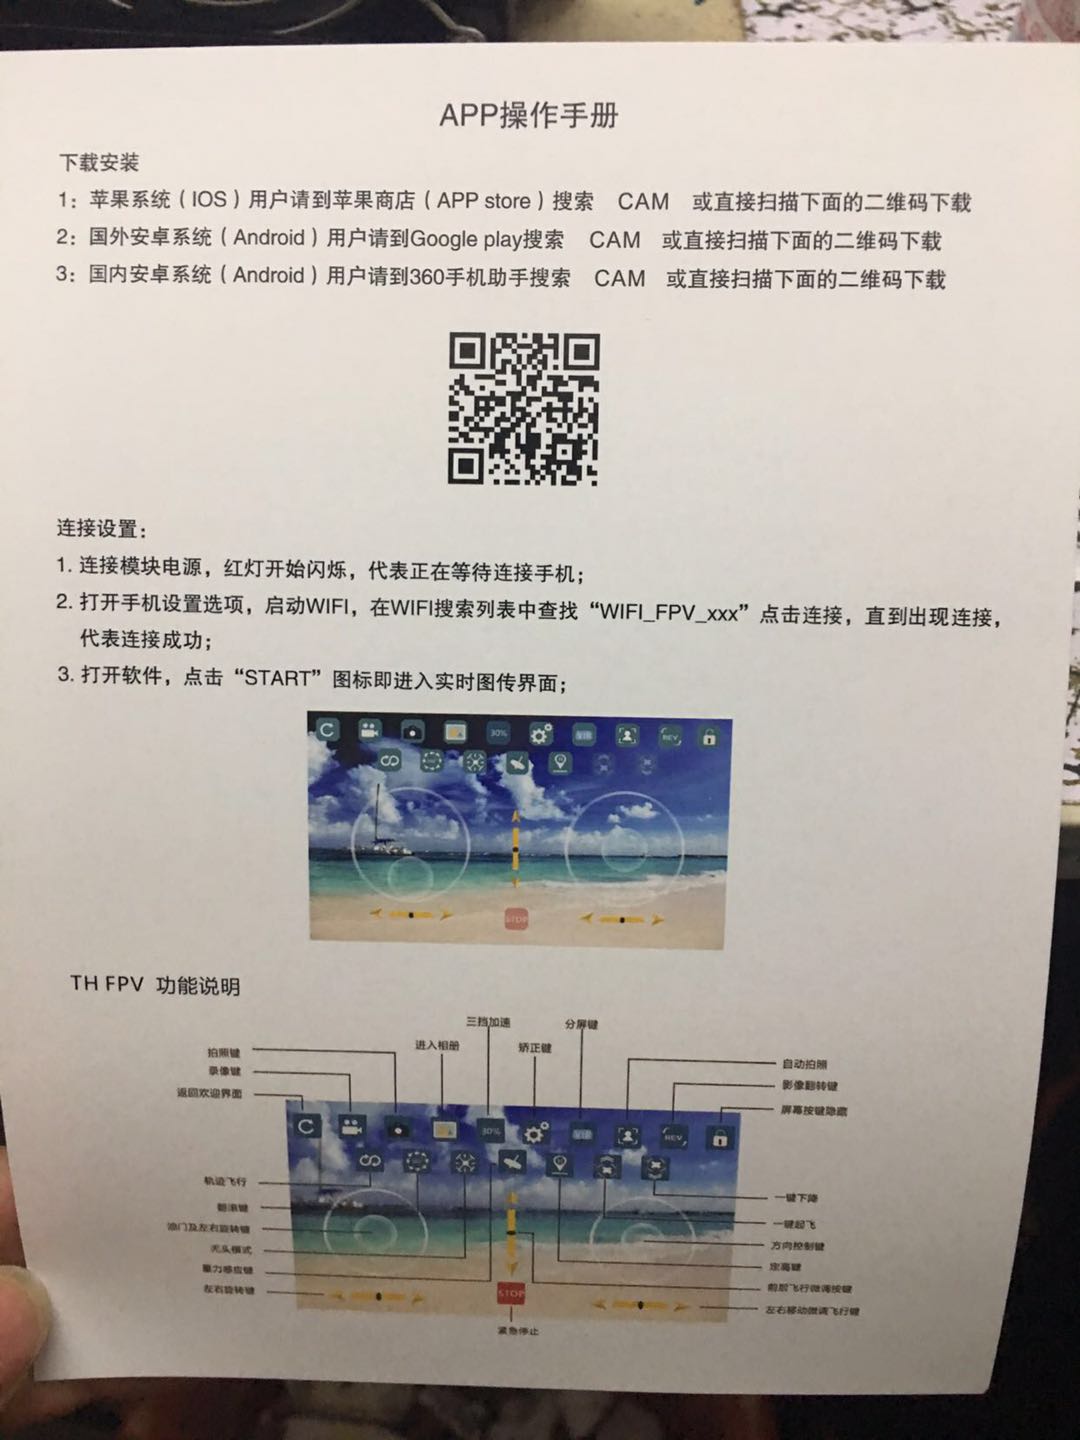 APP操作手册
下载安装
1：苹果系统（IOS）用户请到苹果商店（APP store）搜索 CAM 或直接扫描下面的二维码下载
2：国外安卓系统（Android）用户请到Google play搜索 CAM 或直接扫描下面的二维码下载
3：国内安卓系统（Android）用户请到360手机助手搜索 CAM 或直接扫描下面的二维码下载
连接设置：
1. 连接模块电源，红灯开始闪烁，代表正在等待连接手机；
2. 打开手机设置选项，启动WIFI，在WIFI搜索列表中查找“WIFI_FPV_xxx”点击连接，直到出现连接，
代表连接成功；
3. 打开软件，点击“START”图标即进入实时图传界面；
30%
REV
STOP
TH FPV 功能说明
三挡加速
分屏键
进入相册
矫正键
拍照键
录像键
返回欢迎界面
自动拍照
影像翻转键
屏幕按键隐藏
30%
REV
轨迹飞行
翻滚键
油门及左右旋转键
无头模式
重力感应键
左右旋转键
一键下降
一键起飞
方向控制键
定高键
前后飞行微调按键
左右移动微调飞行键
STOP
紧急停止